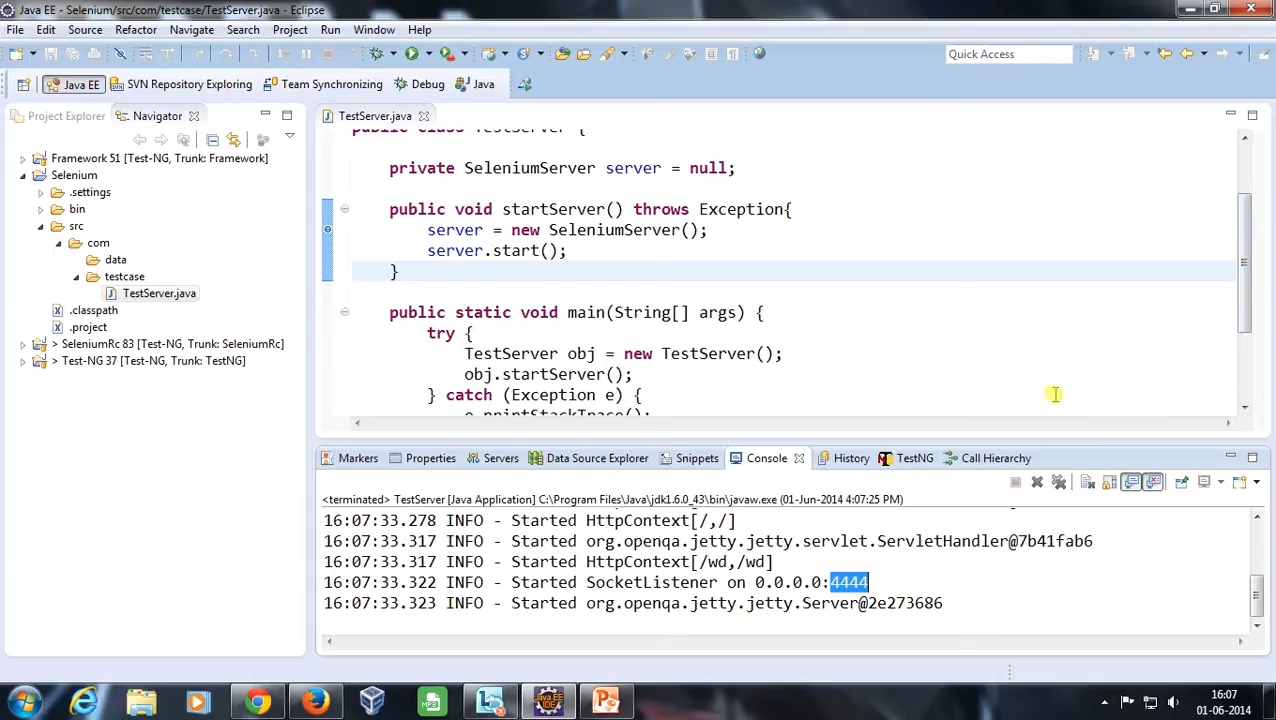 Java EE - Selenium/src/com/testcase/TestServer.java - Eclipse
File Edit Source Refactor Navigate Search Project Run Window Help
Quick Access
Java EE SVN Repository Exploring Team Synchronizing Debug Java
Project Explorer Navigator
TestServer.java
Framework 51 [Test-NG, Trunk: Framework]
Selenium
.settings
bin
src
com
data
testcase
TestServer.java
.classpath
.project
> SeleniumRc 83 [Test-NG, Trunk: SeleniumRc]
> Test-NG 37 [Test-NG, Trunk: TestNG]
public class TestServer {
private SeleniumServer server = null;
public void startServer() throws Exception{
server = new SeleniumServer();
server.start();
}
public static void main(String[] args) {
try {
TestServer obj = new TestServer();
obj.startServer();
} catch (Exception e) {
e.printStackTrace();
Markers Properties Servers Data Source Explorer Snippets Console History TestNG Call Hierarchy
<terminated> TestServer [Java Application] C:\Program Files\Java\jdk1.6.0_43\bin\javaw.exe (01-Jun-2014 4:07:25 PM)
16:07:33.278 INFO - Started HttpContext[/,/]
16:07:33.317 INFO - Started org.openqa.jetty.jetty.servlet.ServletHandler@7b41fab6
16:07:33.317 INFO - Started HttpContext[/wd,/wd]
16:07:33.322 INFO - Started SocketListener on 0.0.0.0:4444
16:07:33.323 INFO - Started org.openqa.jetty.jetty.Server@2e273686
MP3
Java EE
IDE
16:07
01-06-2014